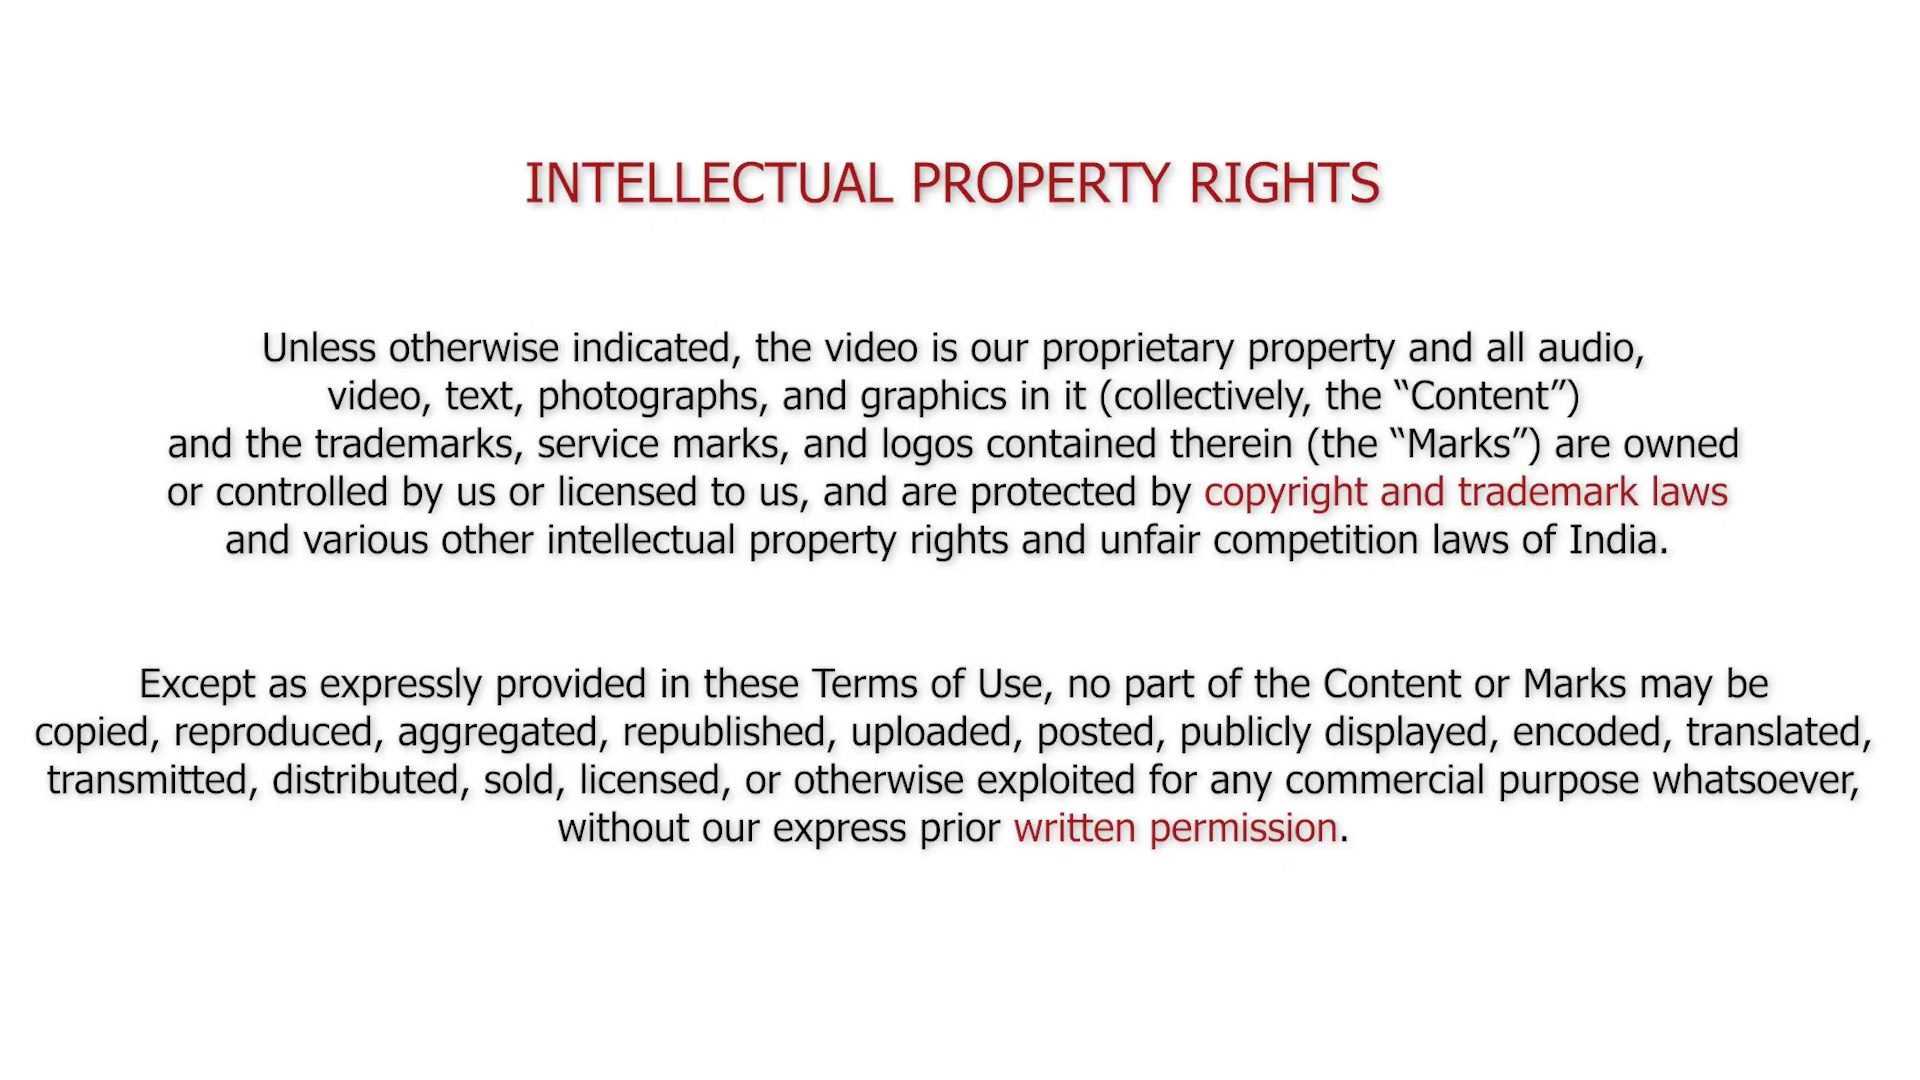 INTELLECTUAL PROPERTY RIGHTS
Unless otherwise indicated, the video is our proprietary property and all audio,
video, text, photographs, and graphics in it (collectively, the “Content”)
and the trademarks, service marks, and logos contained therein (the “Marks”) are owned
or controlled by us or licensed to us, and are protected by copyright and trademark laws
and various other intellectual property rights and unfair competition laws of India.
Except as expressly provided in these Terms of Use, no part of the Content or Marks may be
copied, reproduced, aggregated, republished, uploaded, posted, publicly displayed, encoded, translated,
transmitted, distributed, sold, licensed, or otherwise exploited for any commercial purpose whatsoever,
without our express prior written permission.